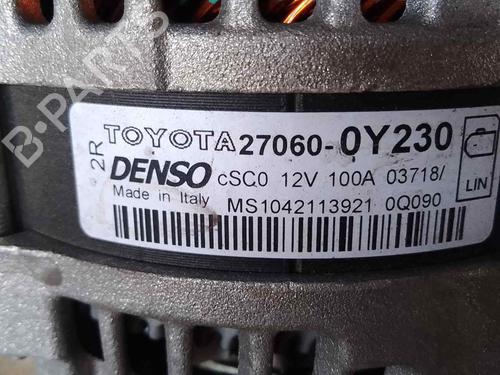 2R TOYOTA 27060-0Y230
DENSO cSC0 12V 100A 03718/
LIN
Made in Italy MS1042113921 0Q090
B-PARTS